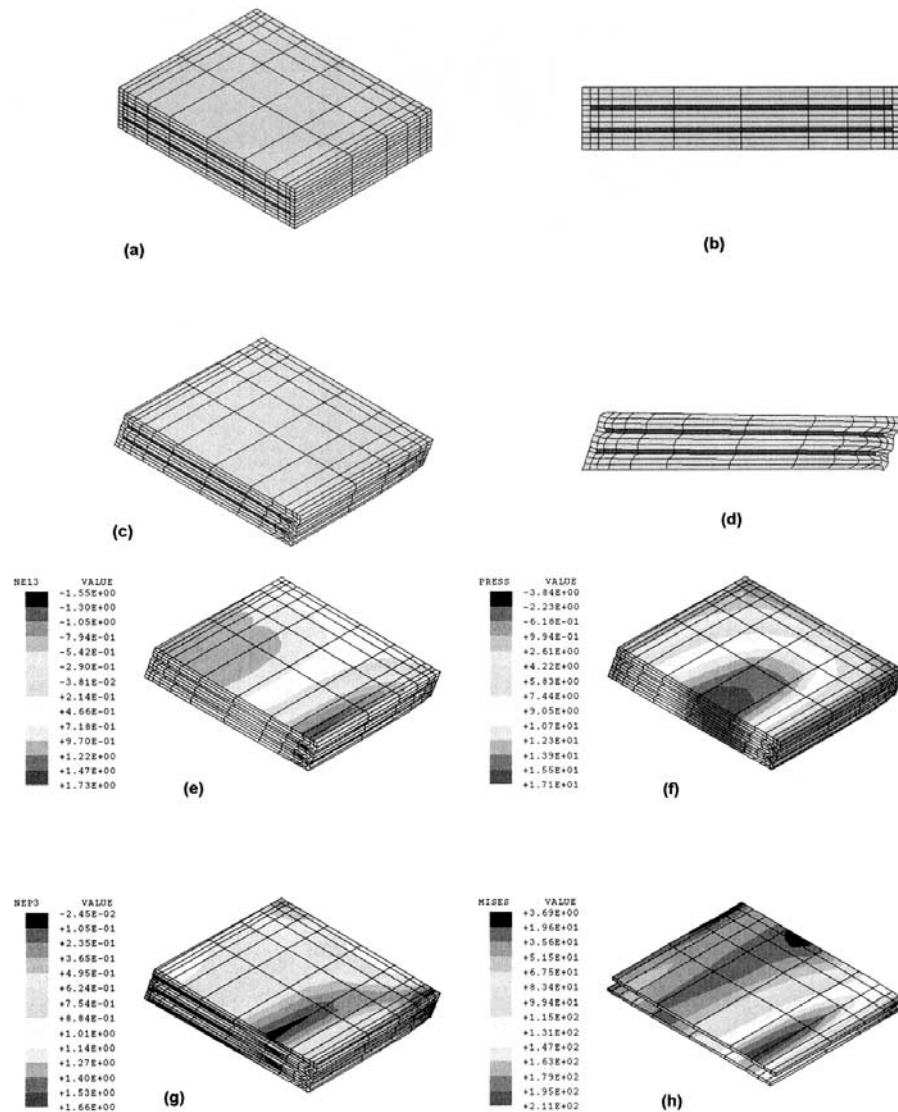 (a)
(b)
(c)
(d)
NE13 VALUE
-1.55E+00
-1.30E+00
-1.05E+00
-7.94E-01
-5.42E-01
-2.90E-01
-3.81E-02
+2.14E-01
+4.66E-01
+7.18E-01
+9.70E-01
+1.22E+00
+1.47E+00
+1.73E+00
(e)
PRESS VALUE
-3.84E+00
-2.23E+00
-6.18E-01
+9.94E-01
+2.61E+00
+4.22E+00
+5.83E+00
+7.44E+00
+9.05E+00
+1.07E+01
+1.23E+01
+1.39E+01
+1.55E+01
+1.71E+01
(f)
NEP3 VALUE
-2.45E-02
+1.05E-01
+2.35E-01
+3.65E-01
+4.95E-01
+6.24E-01
+7.54E-01
+8.84E-01
+1.01E+00
+1.14E+00
+1.27E+00
+1.40E+00
+1.53E+00
+1.66E+00
(g)
MISES VALUE
+3.69E+00
+1.96E+01
+3.56E+01
+5.15E+01
+6.75E+01
+8.34E+01
+9.94E+01
+1.15E+02
+1.31E+02
+1.47E+02
+1.63E+02
+1.79E+02
+1.95E+02
+2.11E+02
(h)